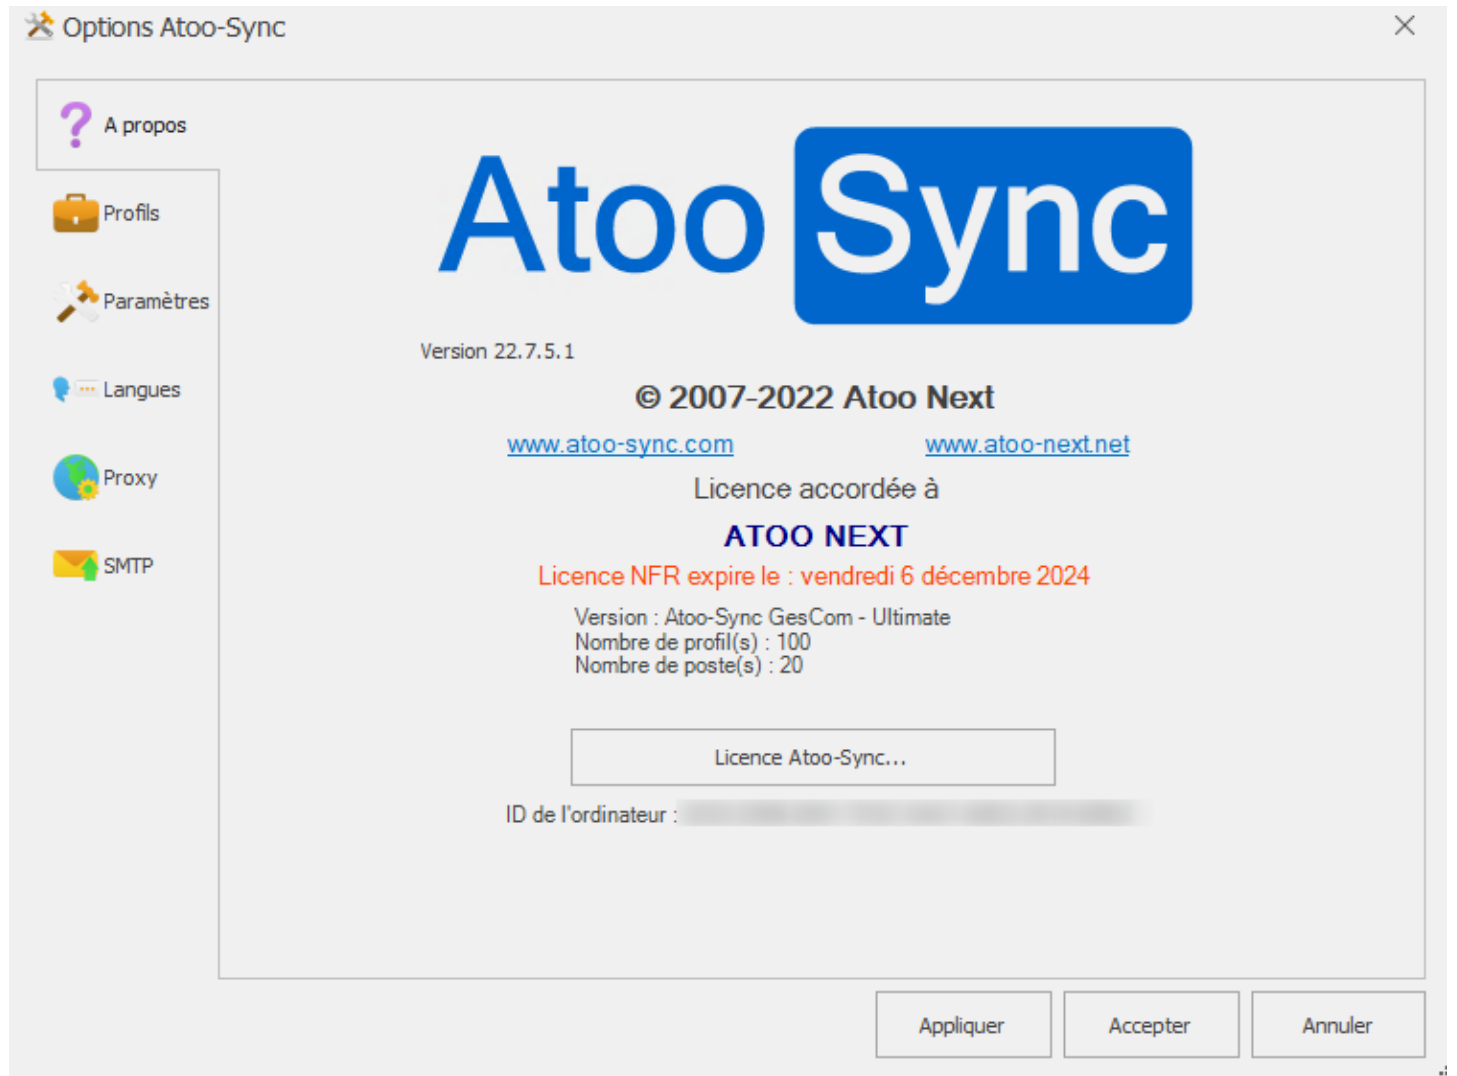 Options Atoo-Sync
A propos
Profils
Paramètres
Langues
Proxy
SMTP
Atoo Sync
Version 22.7.5.1
© 2007-2022 Atoo Next
www.atoo-sync.com www.atoo-next.net
Licence accordée à
ATOO NEXT
Licence NFR expire le : vendredi 6 décembre 2024
Version : Atoo-Sync GesCom - Ultimate
Nombre de profil(s) : 100
Nombre de poste(s) : 20
Licence Atoo-Sync...
ID de l'ordinateur :
Appliquer Accepter Annuler